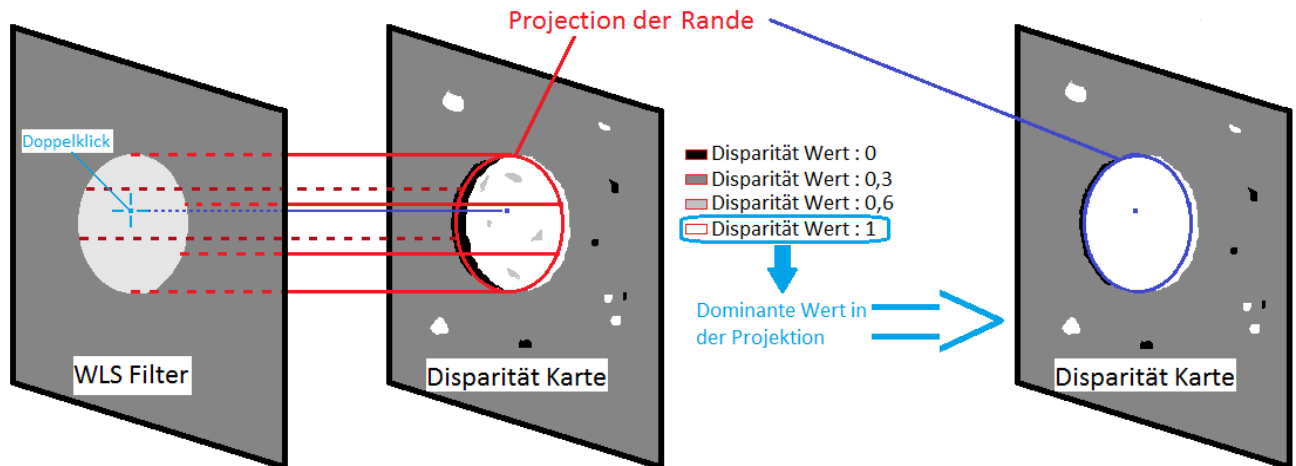 Projection der Rande
Doppelklick
Disparität Wert : 0
Disparität Wert : 0,3
Disparität Wert : 0,6
Disparität Wert : 1
Dominante Wert in
der Projektion
WLS Filter
Disparität Karte
Disparität Karte